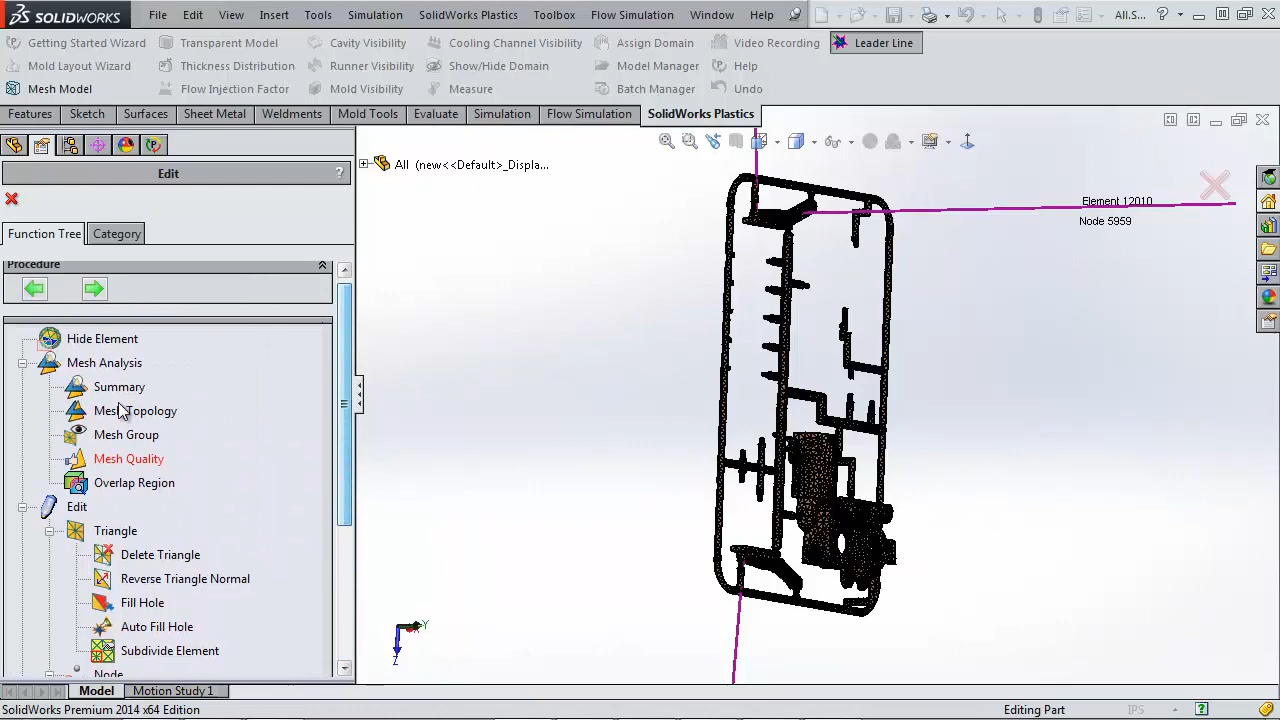 SOLIDWORKS File Edit View Insert Tools Simulation SolidWorks Plastics Toolbox Flow Simulation Window Help All.S... ?
Getting Started Wiza Transparent Model Cavity Visibility Cooling Channel Visibility Assign Domain Video Recording Leader Line
Mold Layout Wizard Thickness Distribution Runner Visibility Show/Hide Domain Model Manager Help
Mesh Model Flow Injection Factor Mold Visibility Measure Batch Manager Undo
Features Sketch Surfaces Sheet Metal Weldments Mold Tools Evaluate Simulation Flow Simulation SolidWorks Plastics
All (new<<Default>_Displa...
Edit ?
Element 12010
Node 5959
Function Tree Category
Procedure
Hide Element
Mesh Analysis
Summary
Mesh Topology
Mesh Group
Mesh Quality
Overlap Region
Edit
Triangle
Delete Triangle
Reverse Triangle Normal
Fill Hole
Auto Fill Hole
Subdivide Element
Node
Y
Z
Model Motion Study 1
SolidWorks Premium 2014 x64 Edition Editing Part IPS ?